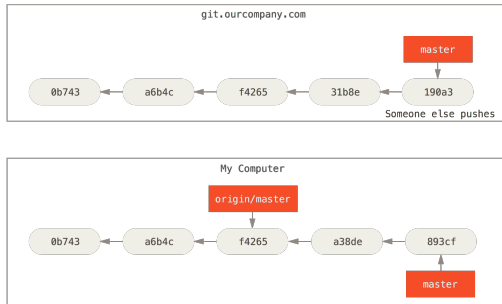 git.ourcompany.com
master
0b743 a6b4c f4265 31b8e 190a3
Someone else pushes
My Computer
origin/master
0b743 a6b4c f4265 a38de 893cf
master